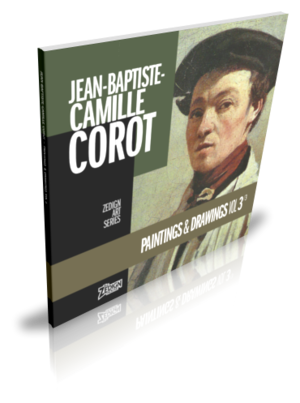 JEAN-BAPTISTE-
CAMILLE
COROT
ZEDIGN
ART
SERIES
PAINTINGS & DRAWINGS VOL 3
ZEDIGN